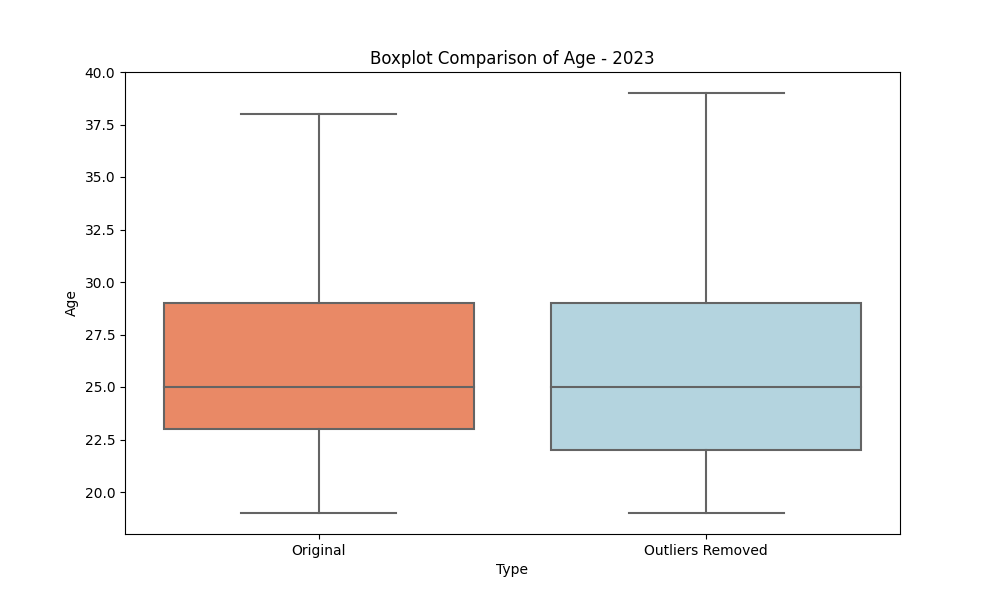 Boxplot Comparison of Age - 2023
40.0
37.5
35.0
32.5
30.0
27.5
25.0
22.5
20.0
Age
Original
Outliers Removed
Type